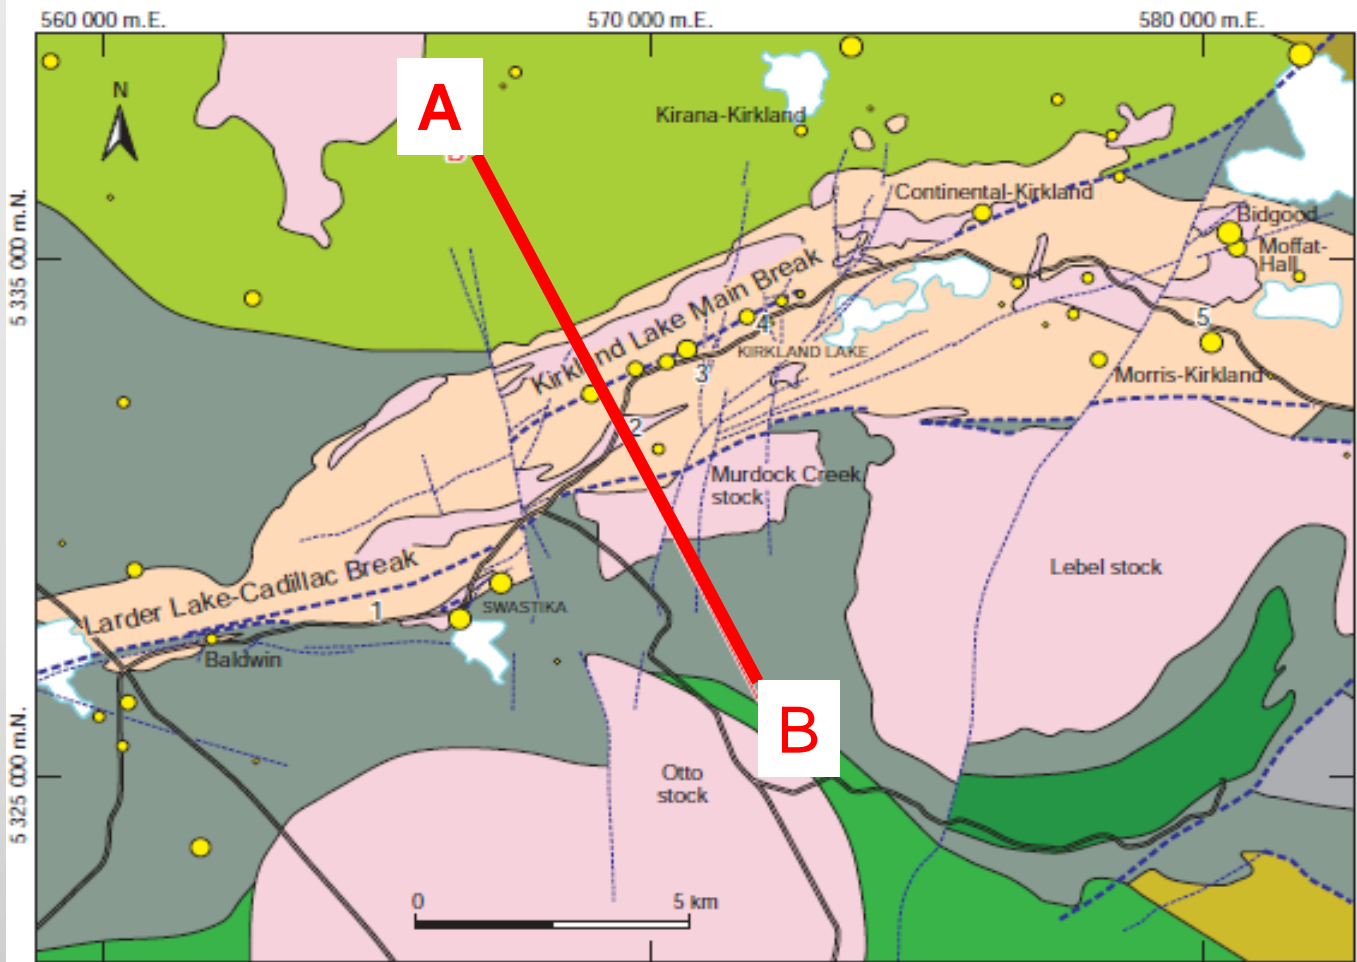 560 000 m.E.
570 000 m.E.
580 000 m.E.
N
A
Kirana-Kirkland
5 335 000 m.N.
Continental-Kirkland
Bidgood
Moffat-
Hall
Kirkland Lake Main Break
4
5
KIRKLAND LAKE
3
Morris-Kirkland
2
Murdock Creek
stock
Larder Lake-Cadillac Break
Lebel stock
1
SWASTIKA
Baldwin
B
5 325 000 m.N.
Otto
stock
0
5 km